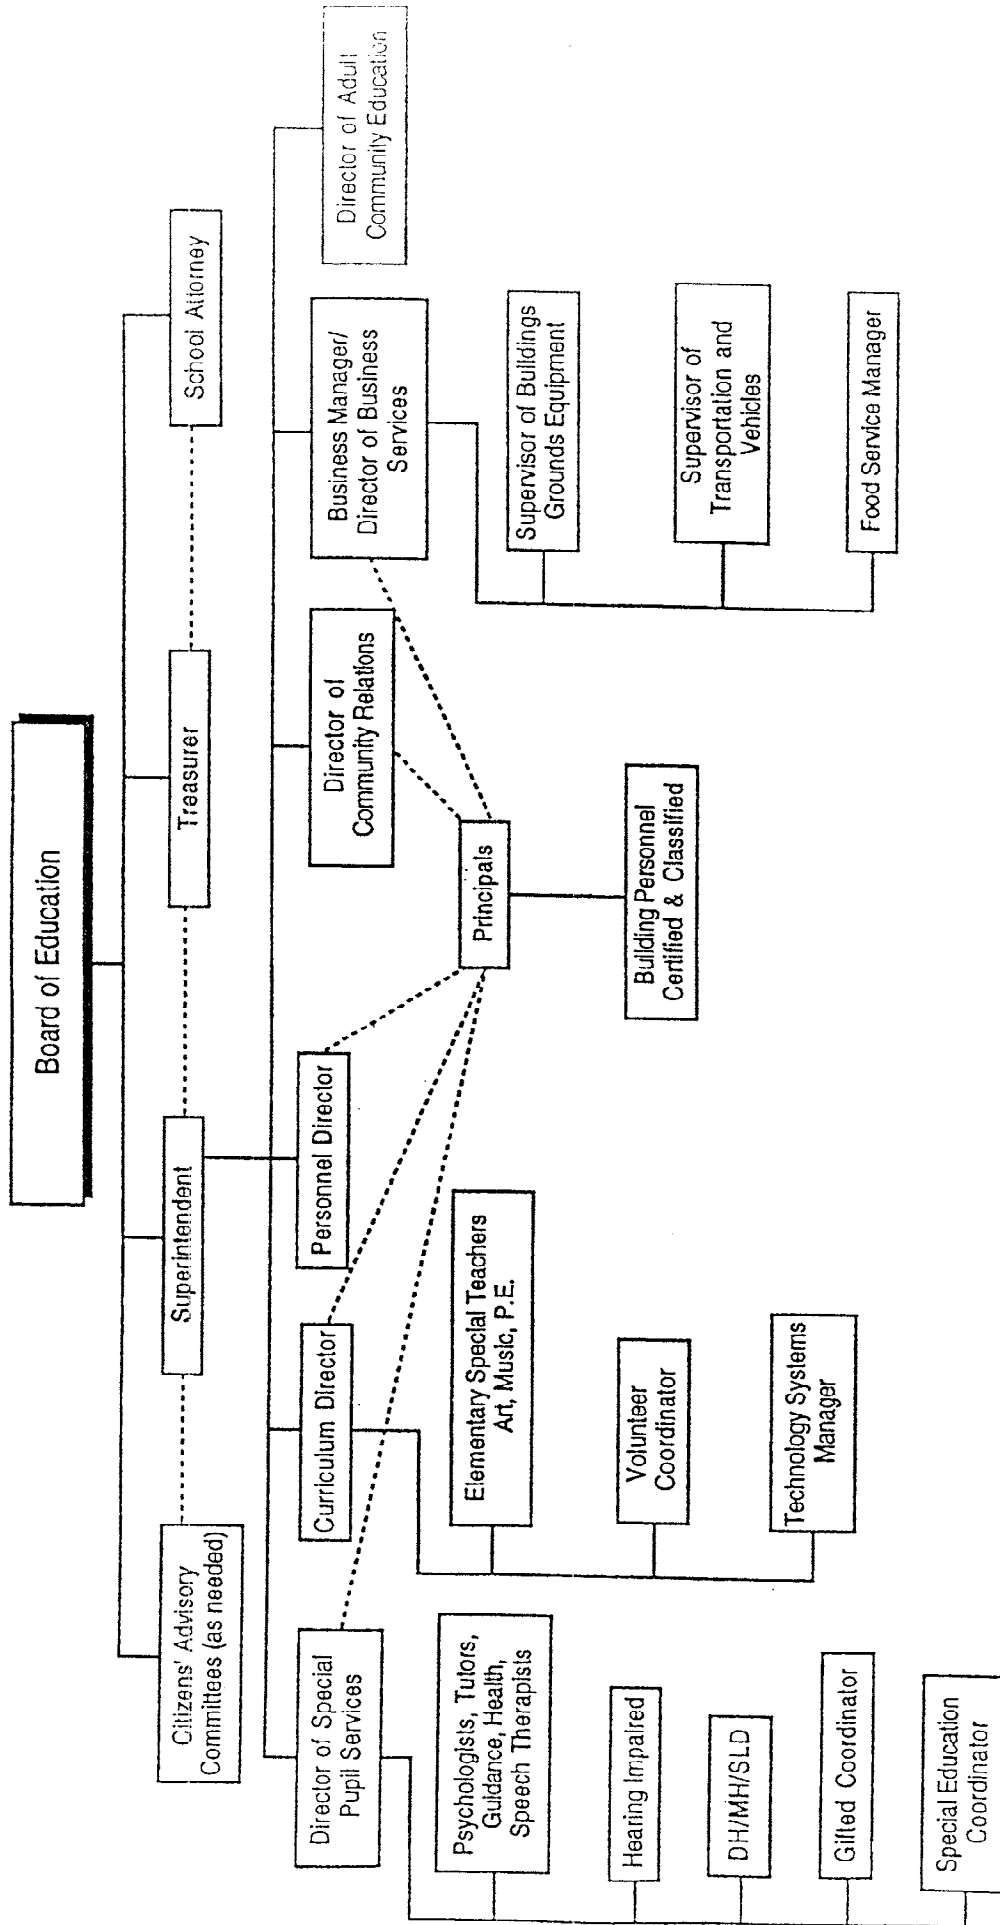 Board of Education
Citizens' Advisory
Committees (as needed)
Superintendent
Treasurer
School Attorney
Director of Special
Pupil Services
Curriculum Director
Personnel Director
Director of
Community Relations
Business Manager/
Director of Business
Services
Director of Adult
Community Education
Psychologists, Tutors,
Guidance, Health,
Speech Therapists
Hearing Impaired
DH/MH/SLD
Gifted Coordinator
Special Education
Coordinator
Elementary Special Teachers
Art, Music, P.E.
Volunteer
Coordinator
Technology Systems
Manager
Principals
Building Personnel
Certified & Classified
Supervisor of Buildings
Grounds Equipment
Supervisor of
Transportation and
Vehicles
Food Service Manager